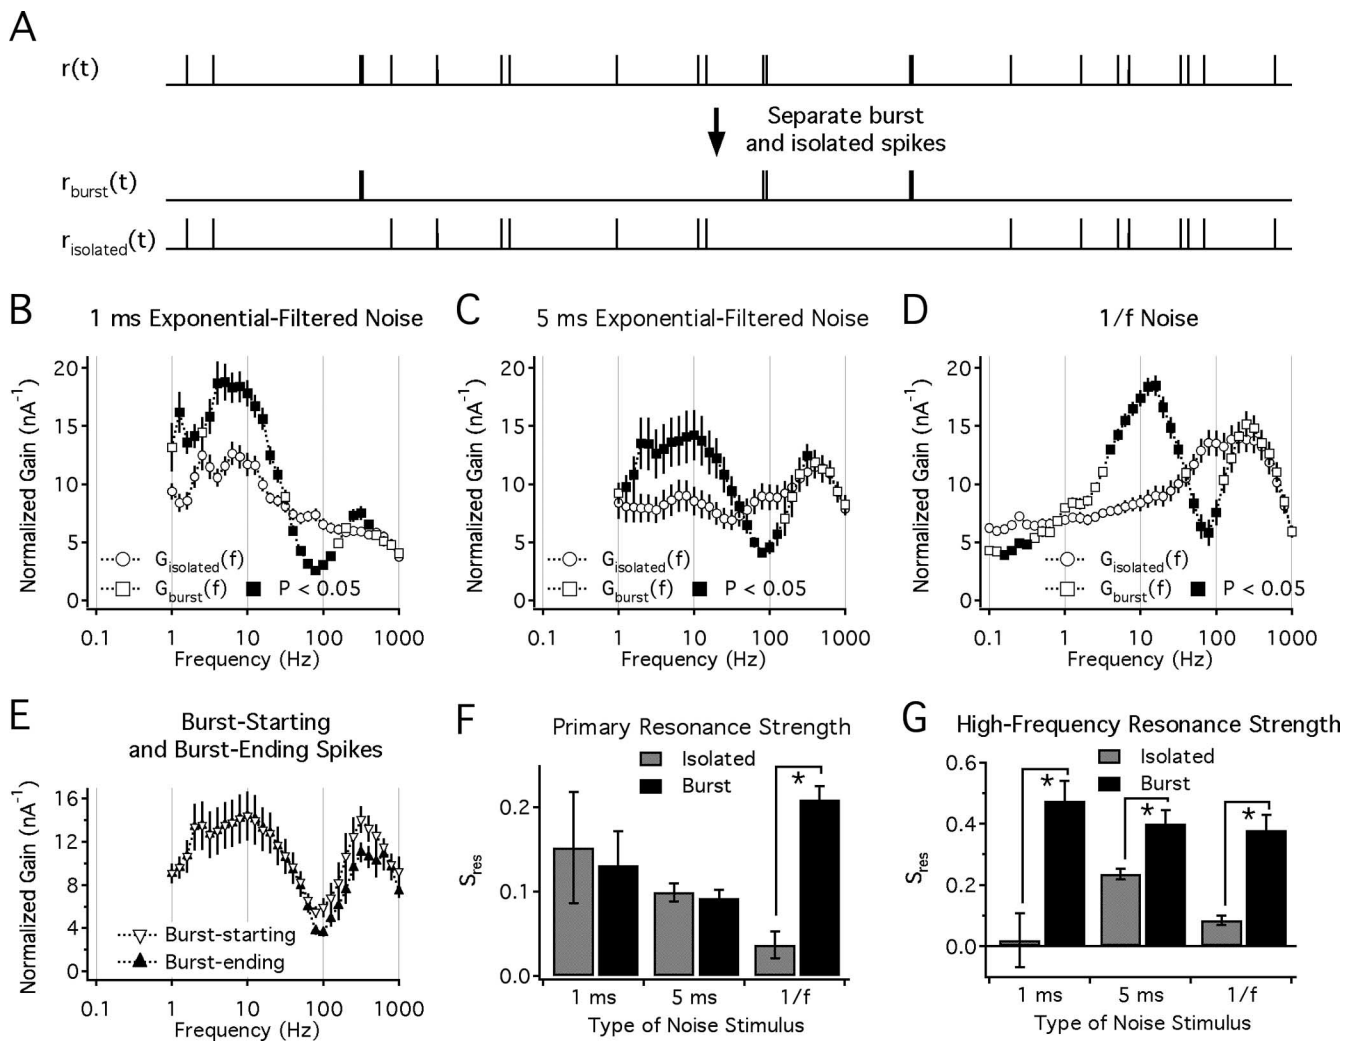 A
r(t)
Separate burst
and isolated spikes
r_burst(t)
r_isolated(t)
B
1 ms Exponential-Filtered Noise
Normalized Gain (nA⁻¹)
20
15
10
5
0
G_isolated(f)
G_burst(f) P < 0.05
0.1 1 10 100 1000
Frequency (Hz)
C
5 ms Exponential-Filtered Noise
Normalized Gain (nA⁻¹)
20
15
10
5
0
G_isolated(f)
G_burst(f) P < 0.05
0.1 1 10 100 1000
Frequency (Hz)
D
1/f Noise
Normalized Gain (nA⁻¹)
20
15
10
5
0
G_isolated(f)
G_burst(f) P < 0.05
0.1 1 10 100 1000
Frequency (Hz)
E
Burst-Starting
and Burst-Ending Spikes
Normalized Gain (nA⁻¹)
16
12
8
4
0
Burst-starting
Burst-ending
0.1 1 10 100 1000
Frequency (Hz)
F
Primary Resonance Strength
Isolated
Burst
*
S_res
0.2
0.1
0.0
1 ms 5 ms 1/f
Type of Noise Stimulus
G
High-Frequency Resonance Strength
Isolated
Burst
* * *
S_res
0.6
0.4
0.2
0.0
1 ms 5 ms 1/f
Type of Noise Stimulus